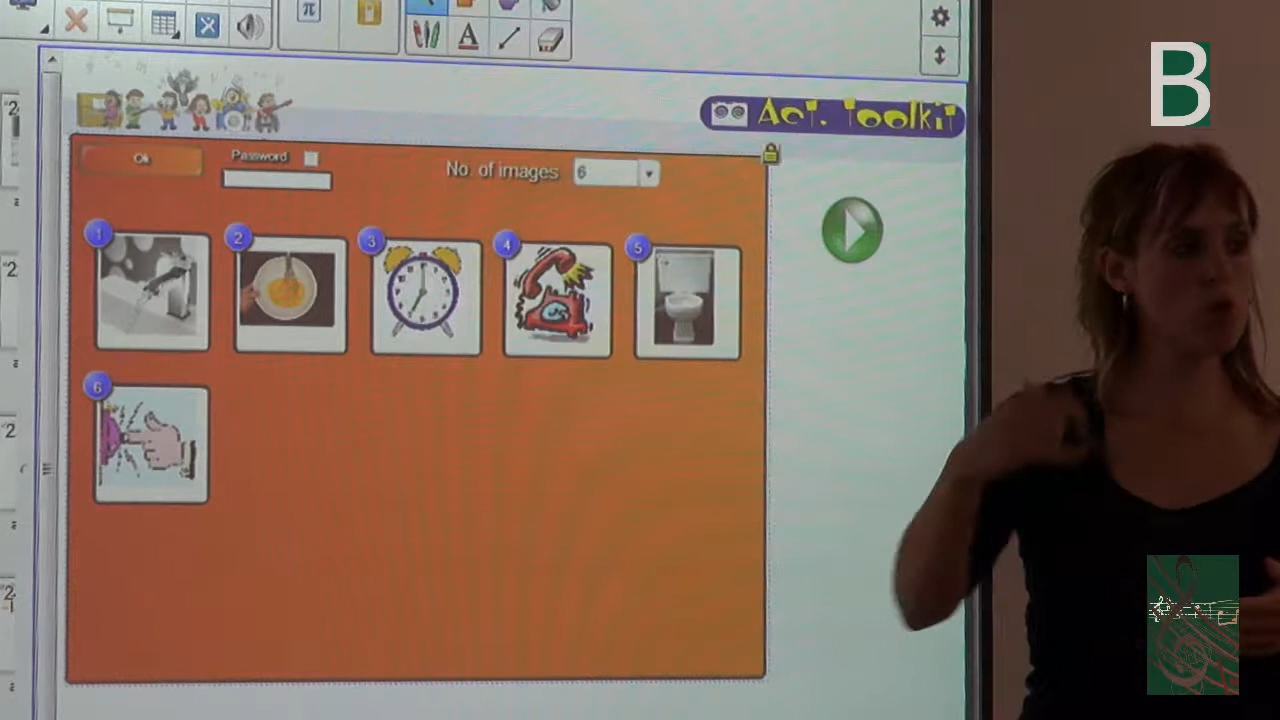 π
A
Act. Toolkit
B
Ok
Password
No. of images
6
1
2
3
4
5
6